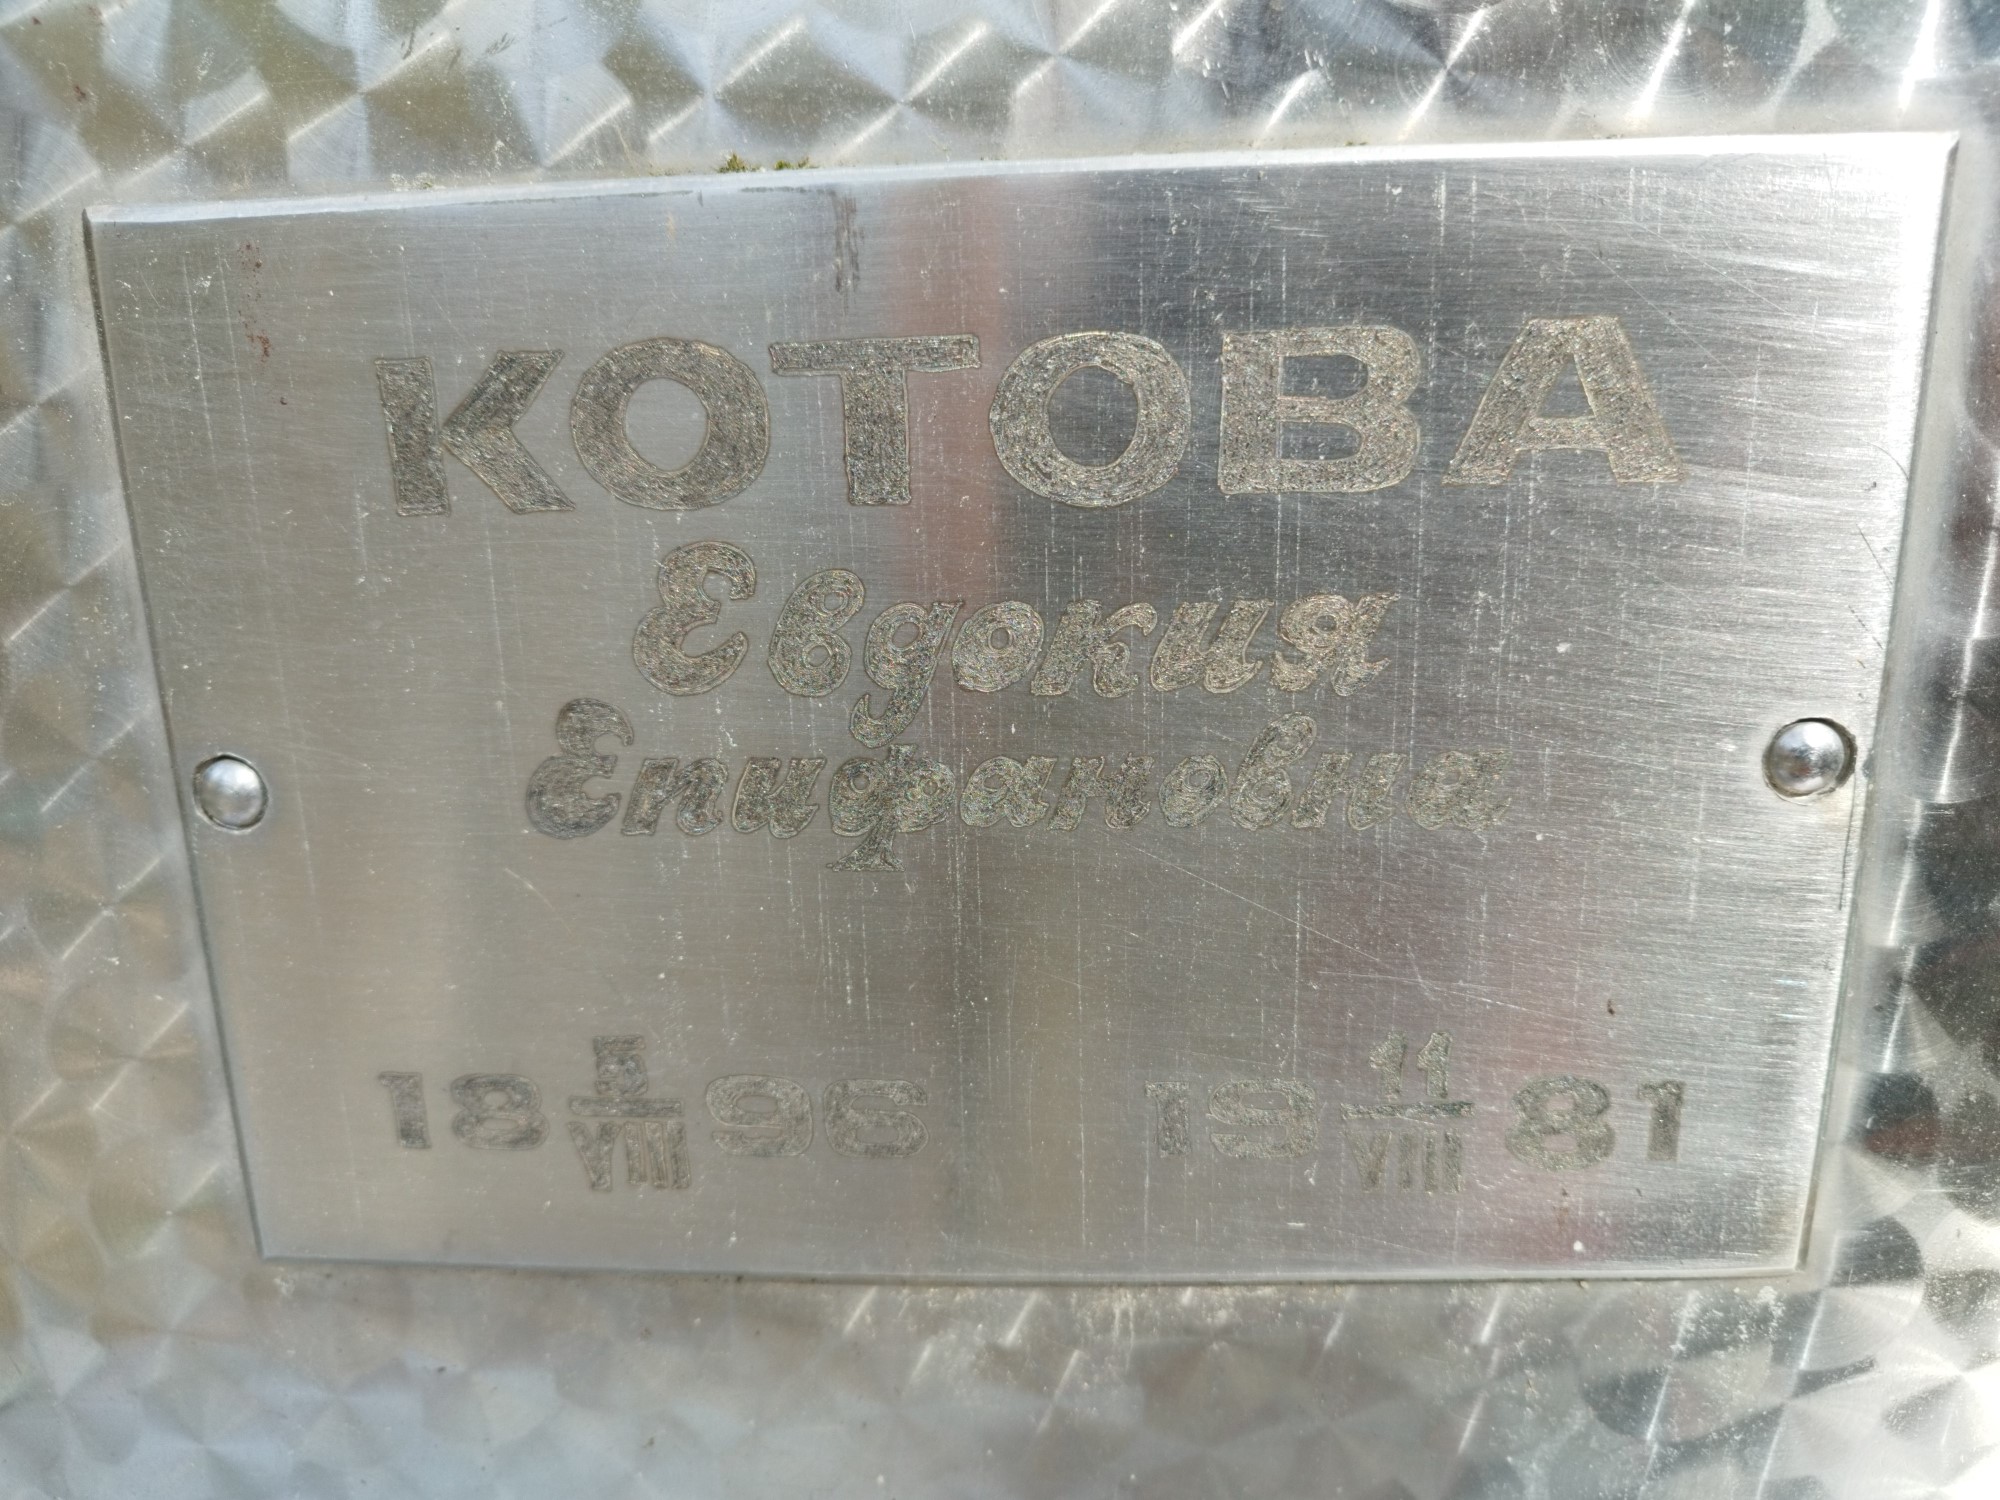 КОТОВА
Евдокия
Епифановна
18 5/VIII 96 19 11/VIII 81